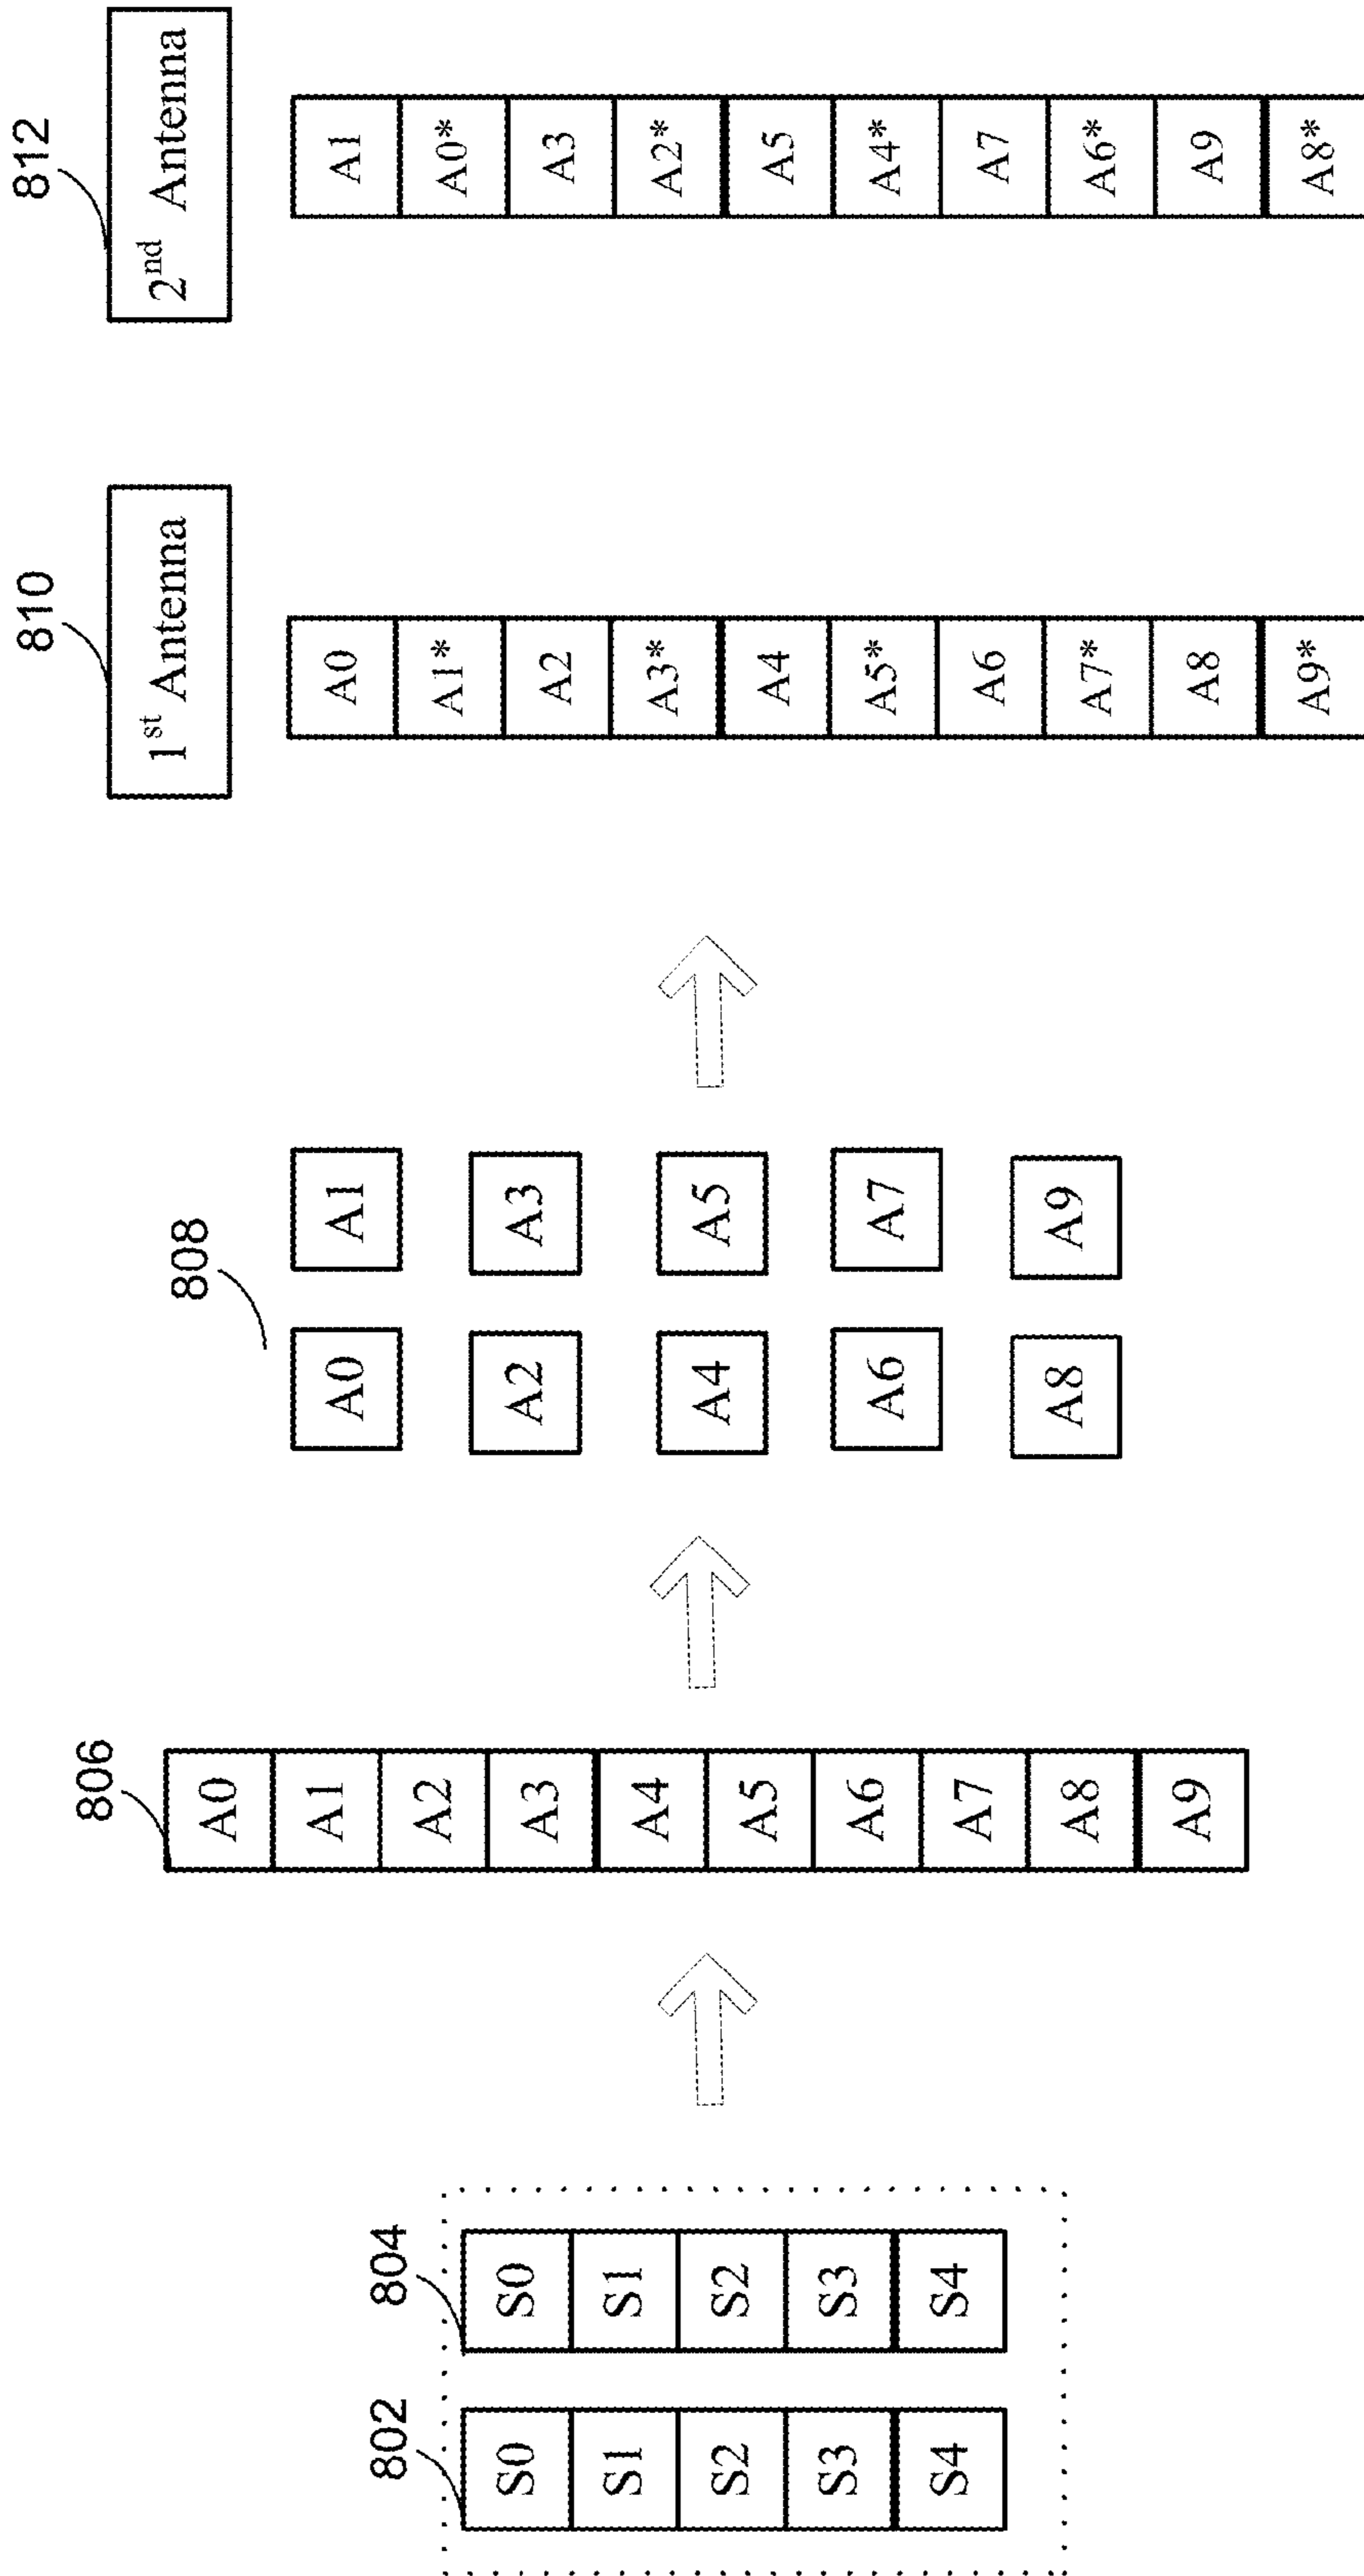 802
S0
S1
S2
S3
S4
804
S0
S1
S2
S3
S4
806
A0
A1
A2
A3
A4
A5
A6
A7
A8
A9
808
A0
A1
A2
A3
A4
A5
A6
A7
A8
A9
810
1st Antenna
A0
A1*
A2
A3*
A4
A5*
A6
A7*
A8
A9*
812
2nd Antenna
A1
A0*
A3
A2*
A5
A4*
A7
A6*
A9
A8*